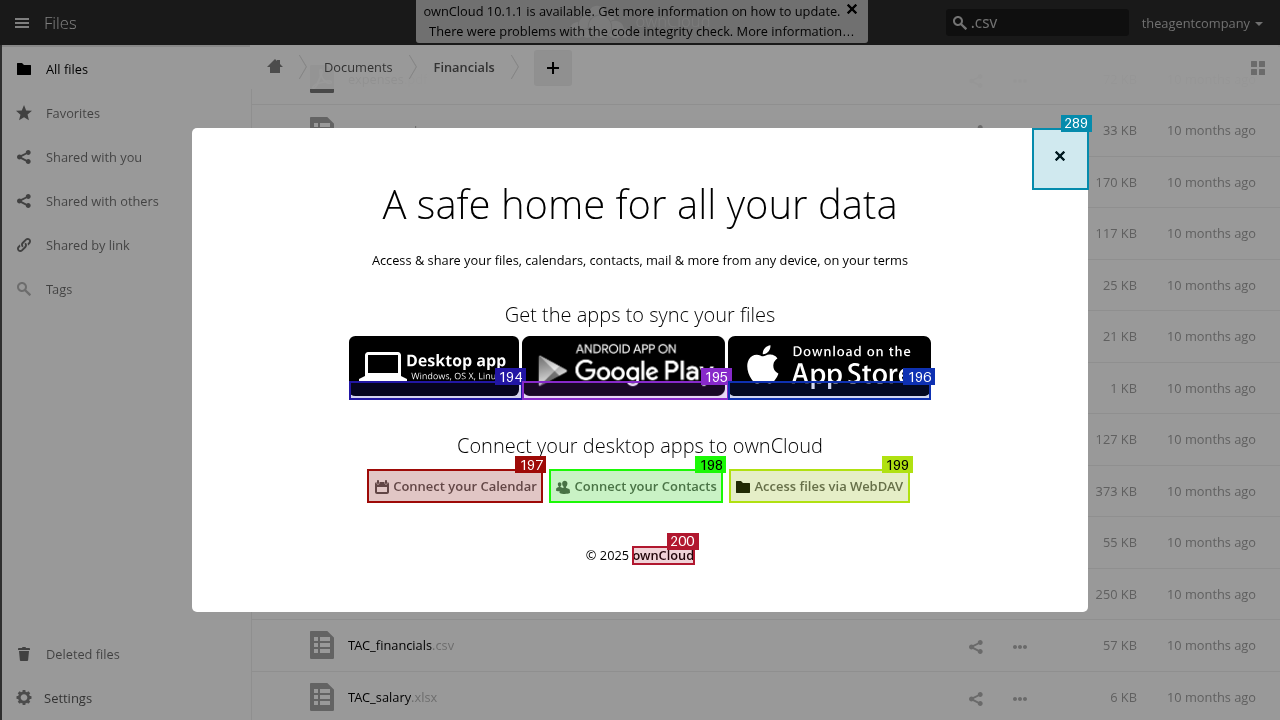 Files
ownCloud 10.1.1 is available. Get more information on how to update.
There were problems with the code integrity check. More information…
.csv
theagentcompany
All files
Favorites
Shared with you
Shared with others
Shared by link
Tags
Deleted files
Settings
Documents
Financials
+
33 KB 10 months ago
170 KB 10 months ago
117 KB 10 months ago
25 KB 10 months ago
21 KB 10 months ago
1 KB 10 months ago
127 KB 10 months ago
373 KB 10 months ago
55 KB 10 months ago
250 KB 10 months ago
TAC_financials.csv 57 KB 10 months ago
TAC_salary.xlsx 6 KB 10 months ago
289
A safe home for all your data
Access & share your files, calendars, contacts, mail & more from any device, on your terms
Get the apps to sync your files
Desktop app
Windows, OS X,
194
ANDROID APP ON
Google Play
195
Download on the
App Store
196
Connect your desktop apps to ownCloud
197
Connect your Calendar
198
Connect your Contacts
199
Access files via WebDAV
200
© 2025 ownCloud